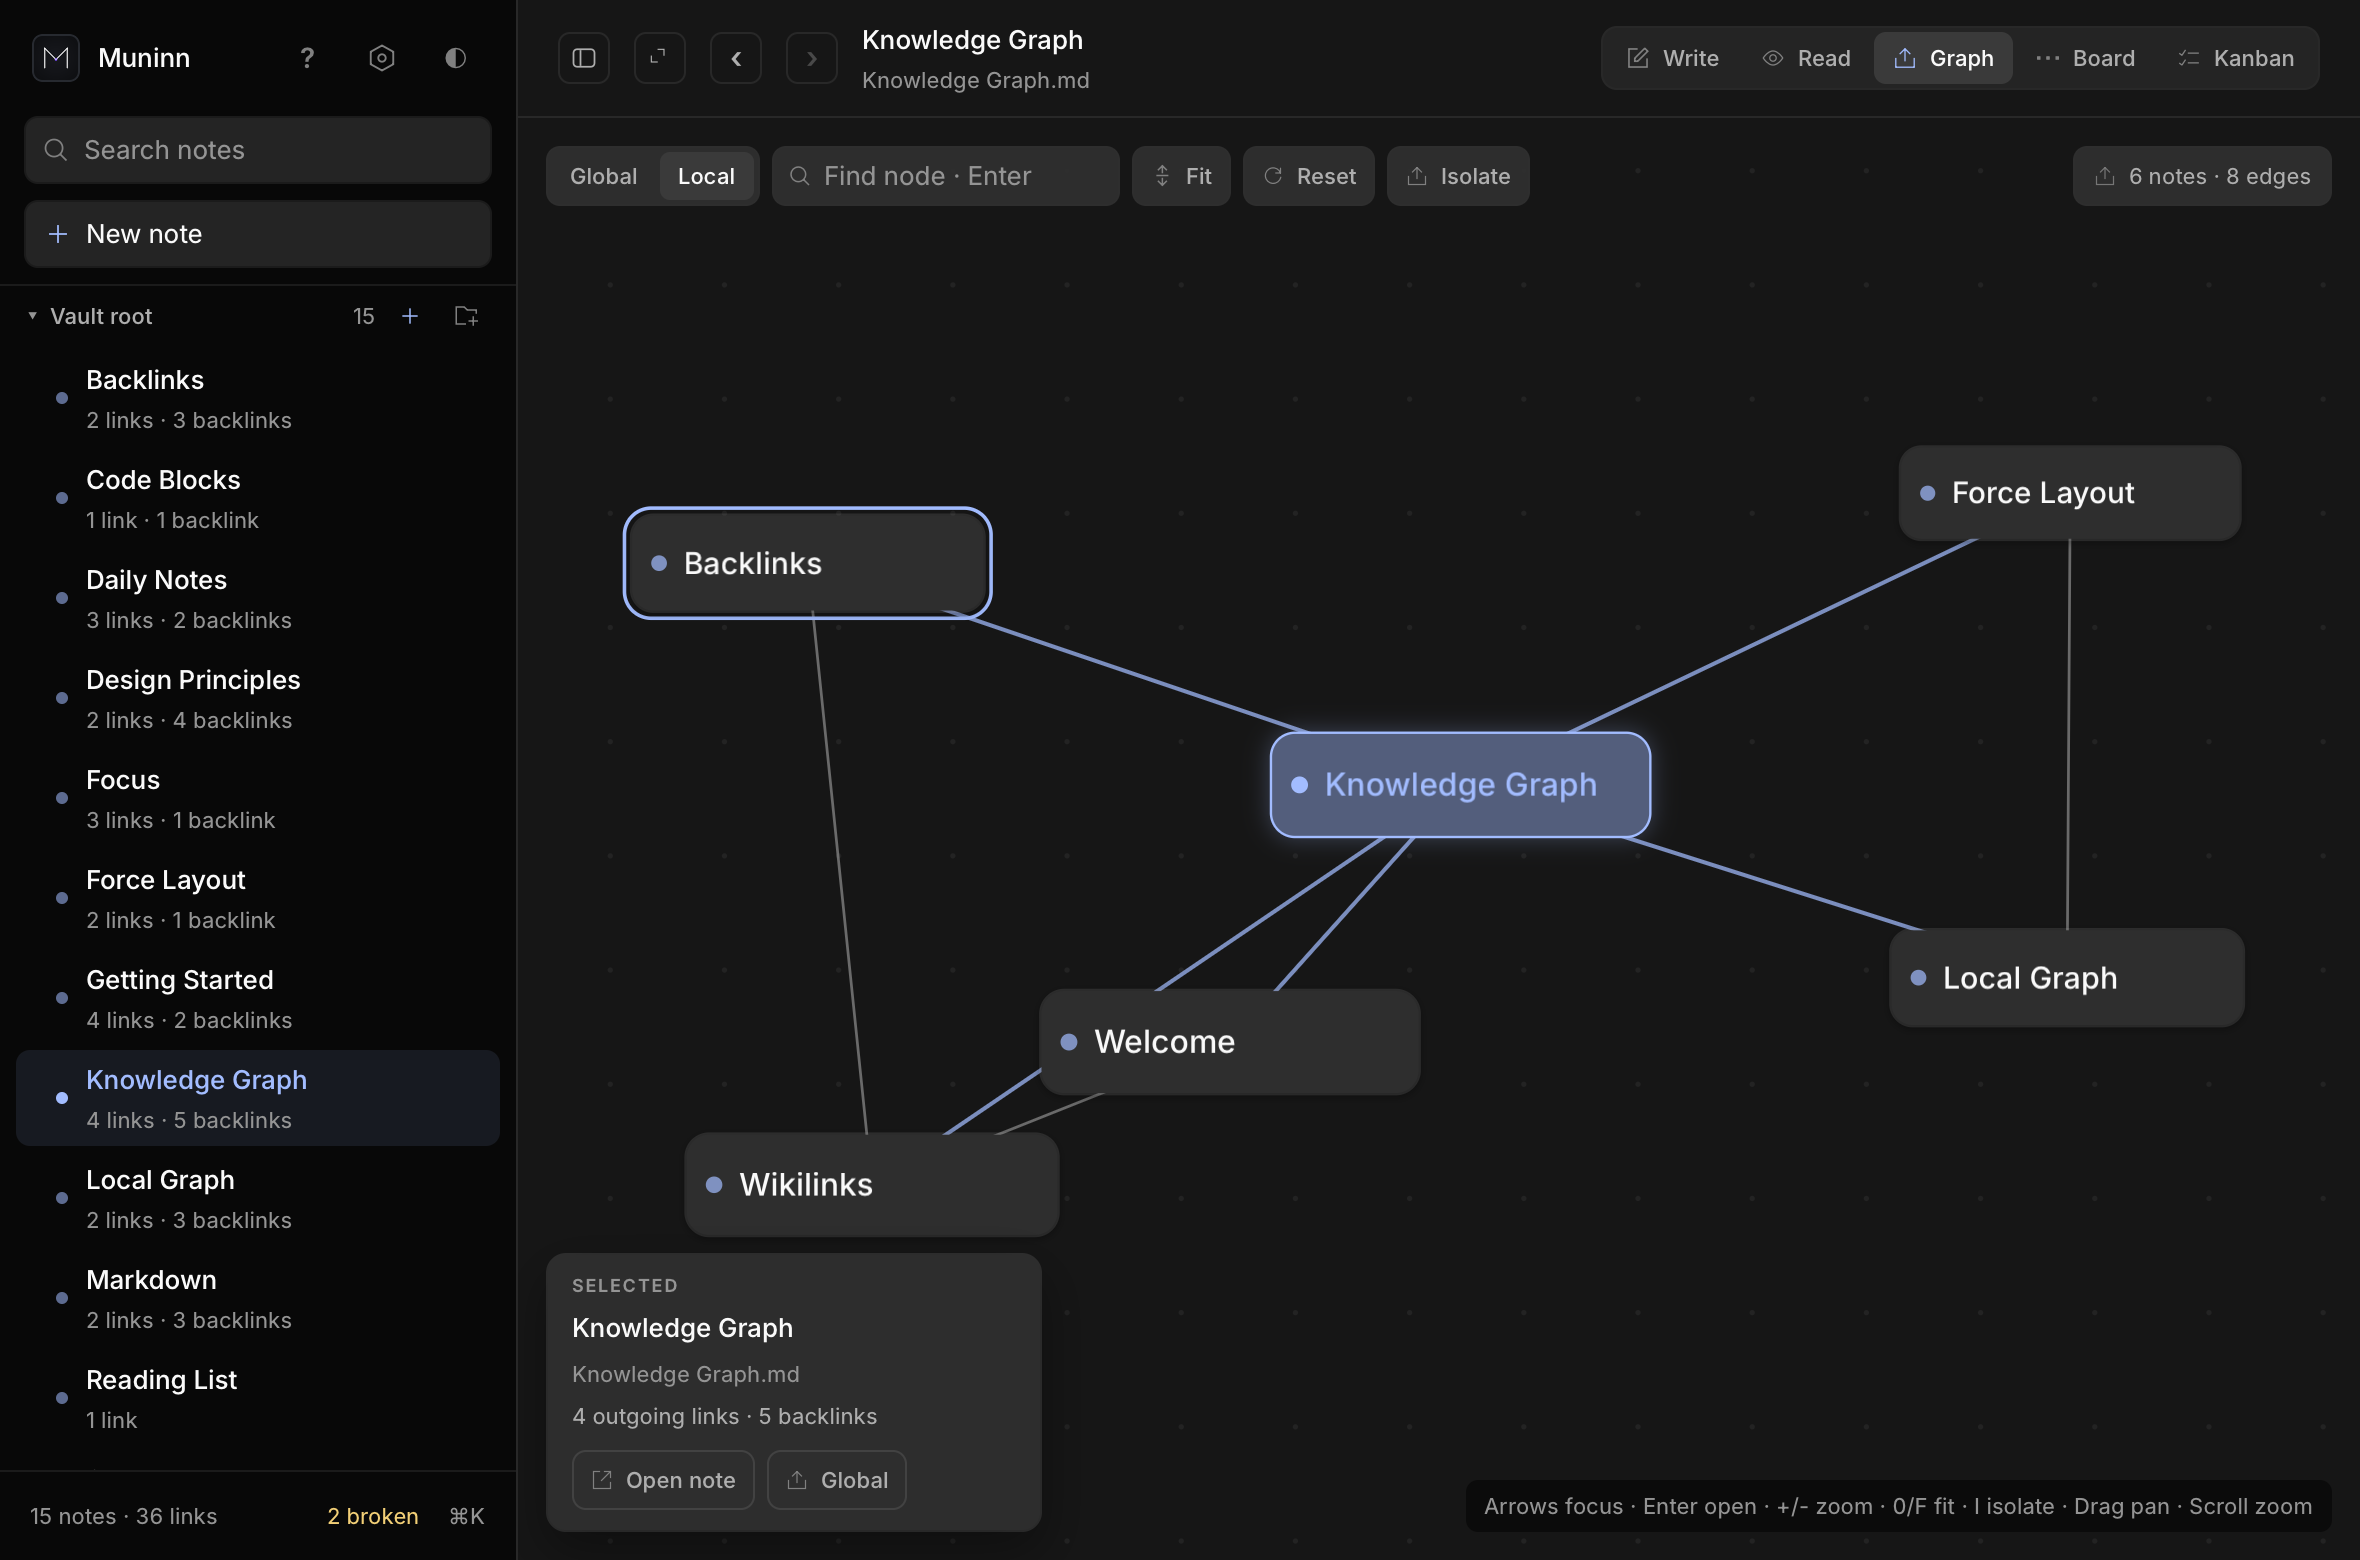 Muninn
?
Search notes
New note
Vault root 15
Backlinks
2 links · 3 backlinks
Code Blocks
1 link · 1 backlink
Daily Notes
3 links · 2 backlinks
Design Principles
2 links · 4 backlinks
Focus
3 links · 1 backlink
Force Layout
2 links · 1 backlink
Getting Started
4 links · 2 backlinks
Knowledge Graph
4 links · 5 backlinks
Local Graph
2 links · 3 backlinks
Markdown
2 links · 3 backlinks
Reading List
1 link
15 notes · 36 links 2 broken ⌘K
Knowledge Graph
Knowledge Graph.md
Write Read Graph Board Kanban
Global Local Find node · Enter Fit Reset Isolate 6 notes · 8 edges
Force Layout
Backlinks
Knowledge Graph
Local Graph
Welcome
Wikilinks
SELECTED
Knowledge Graph
Knowledge Graph.md
4 outgoing links · 5 backlinks
Open note Global
Arrows focus · Enter open · +/- zoom · 0/F fit · I isolate · Drag pan · Scroll zoom